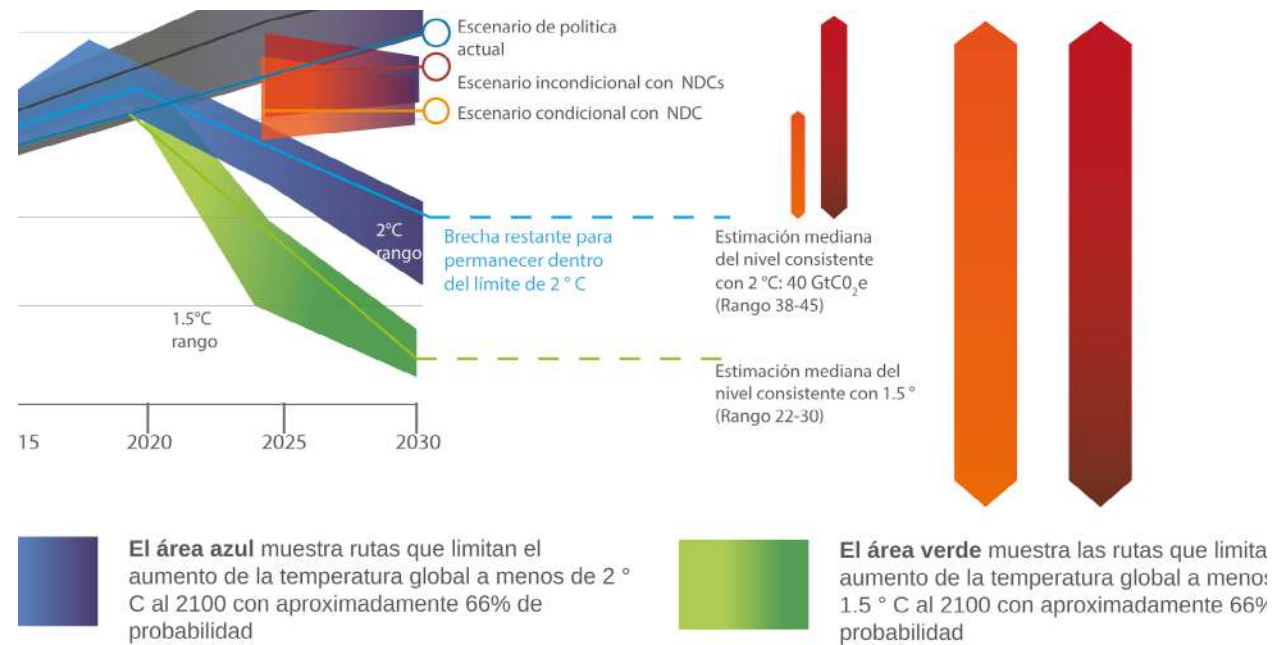 Escenario de politica
actual
Escenario incondicional con NDCs
Escenario condicional con NDC
2°C
rango
Brecha restante para
permanecer dentro
del límite de 2 ° C
Estimación mediana
del nivel consistente
con 2 °C: 40 GtC0₂e
(Rango 38-45)
1.5°C
rango
Estimación mediana del
nivel consistente con 1.5 °
(Rango 22-30)
15 2020 2025 2030
El área azul muestra rutas que limitan el
aumento de la temperatura global a menos de 2 °
C al 2100 con aproximadamente 66% de
probabilidad
El área verde muestra las rutas que limita
aumento de la temperatura global a menos
1.5 ° C al 2100 con aproximadamente 66%
probabilidad